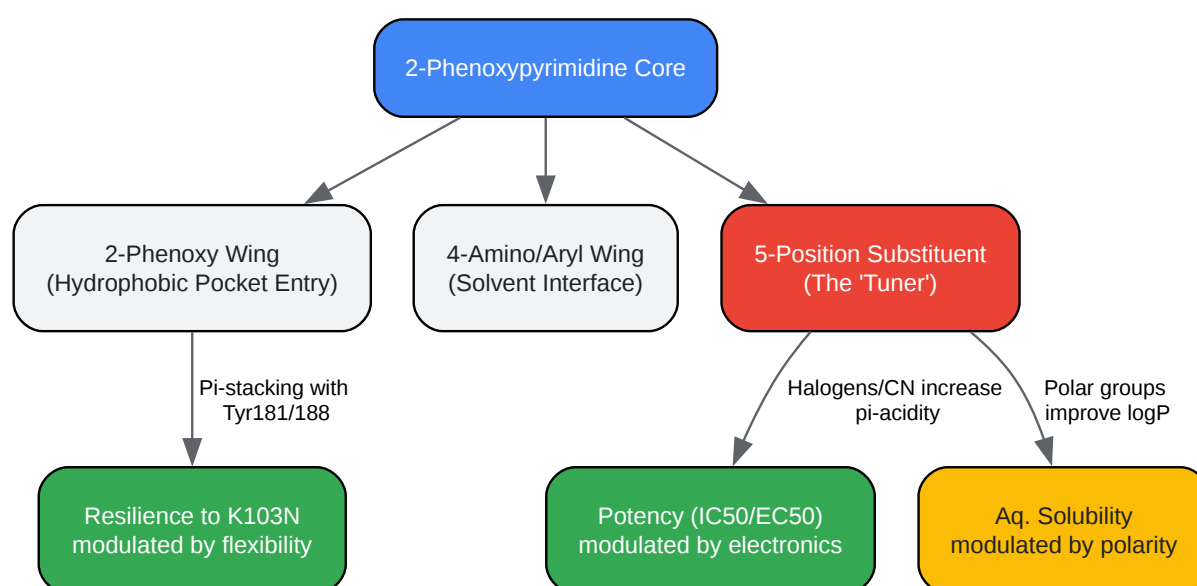 2-Phenoxypyrimidine Core
2-Phenoxy Wing
(Hydrophobic Pocket Entry)
4-Amino/Aryl Wing
(Solvent Interface)
5-Position Substituent
(The 'Tuner')
Pi-stacking with
Tyr181/188
Halogens/CN increase
pi-acidity
Polar groups
improve logP
Resilience to K103N
modulated by flexibility
Potency (IC50/EC50)
modulated by electronics
Aq. Solubility
modulated by polarity